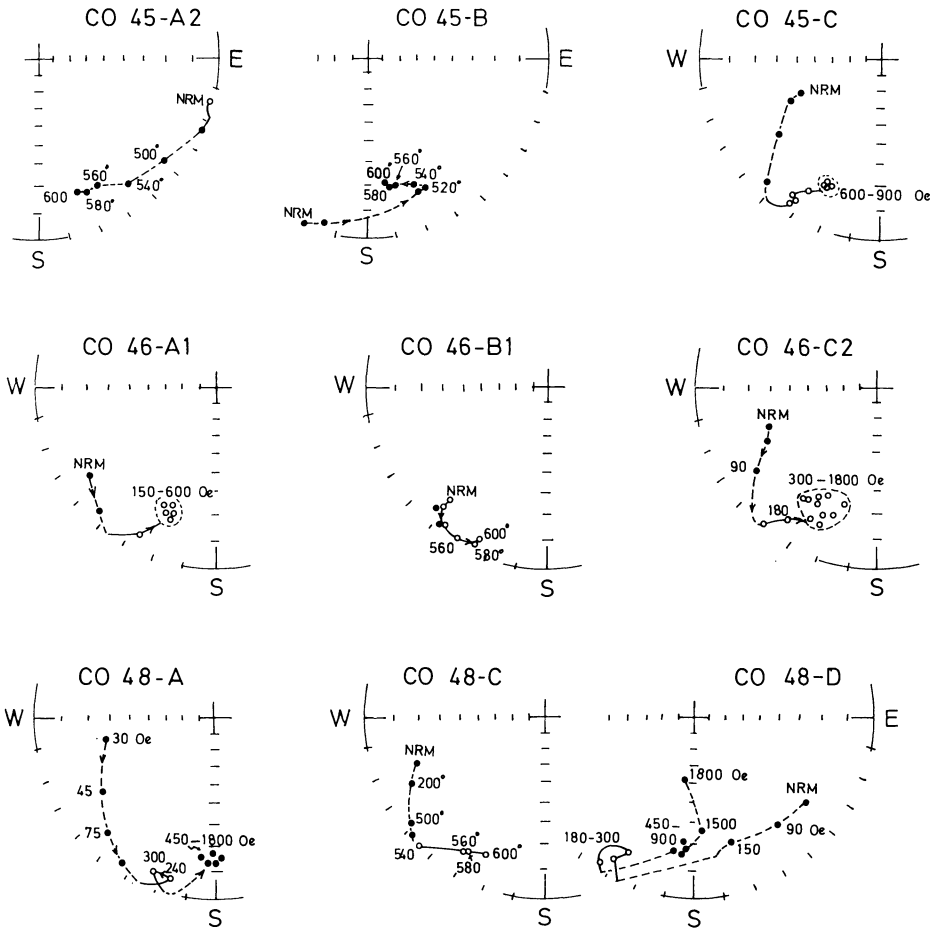 CO 45-A2
E
NRM
500°
560°
540°
600
580°
S
CO 45-B
E
560°
600°
540°
580
520°
NRM
S
CO 45-C
W
NRM
600-900 Oe
S
CO 46-A1
W
NRM
150-600 Oe
S
CO 46-B1
W
NRM
600°
560
580°
S
CO 46-C2
W
NRM
90
300-1800 Oe
180
S
CO 48-A
W
30 Oe
45
75
450-1800 Oe
300
240
S
CO 48-C
W
NRM
200°
500°
560°
540
600°
580
S
CO 48-D
E
1800 Oe
NRM
450-
900
1500
90 Oe
180-300
150
S